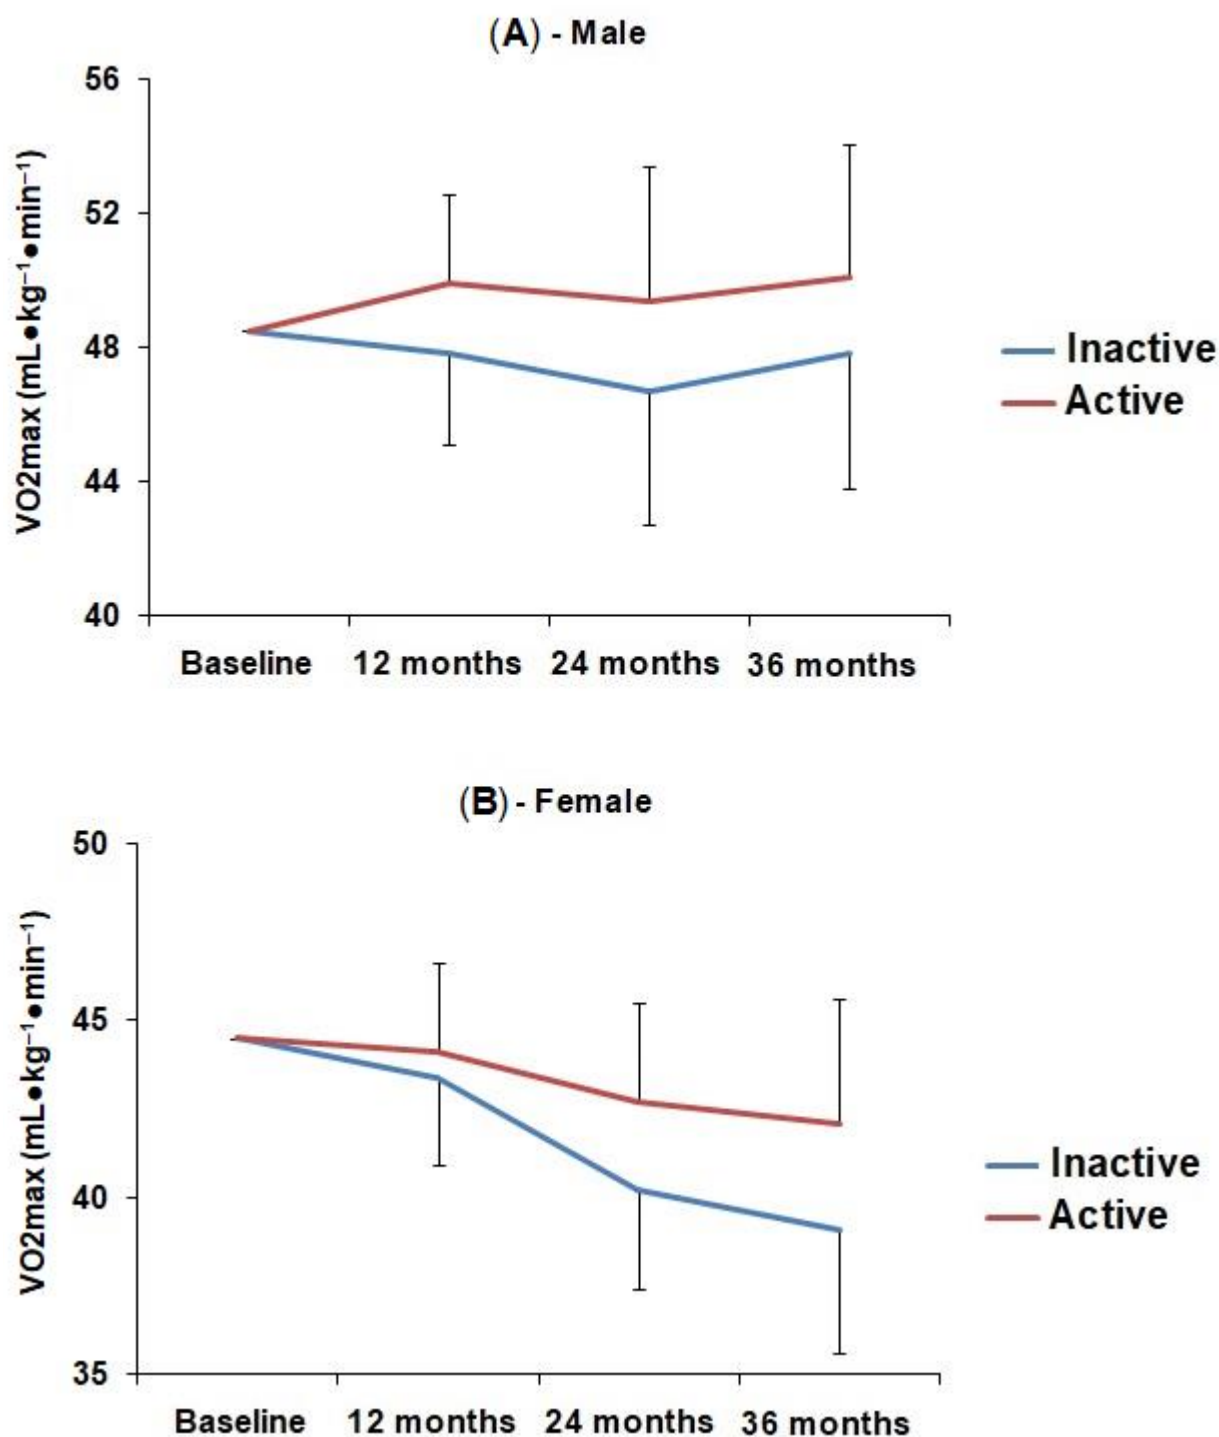 (A) - Male
VO2max (mL●kg⁻¹●min⁻¹)
56
52
48
44
40
Baseline 12 months 24 months 36 months
Inactive
Active
(B) - Female
VO2max (mL●kg⁻¹●min⁻¹)
50
45
40
35
Baseline 12 months 24 months 36 months
Inactive
Active